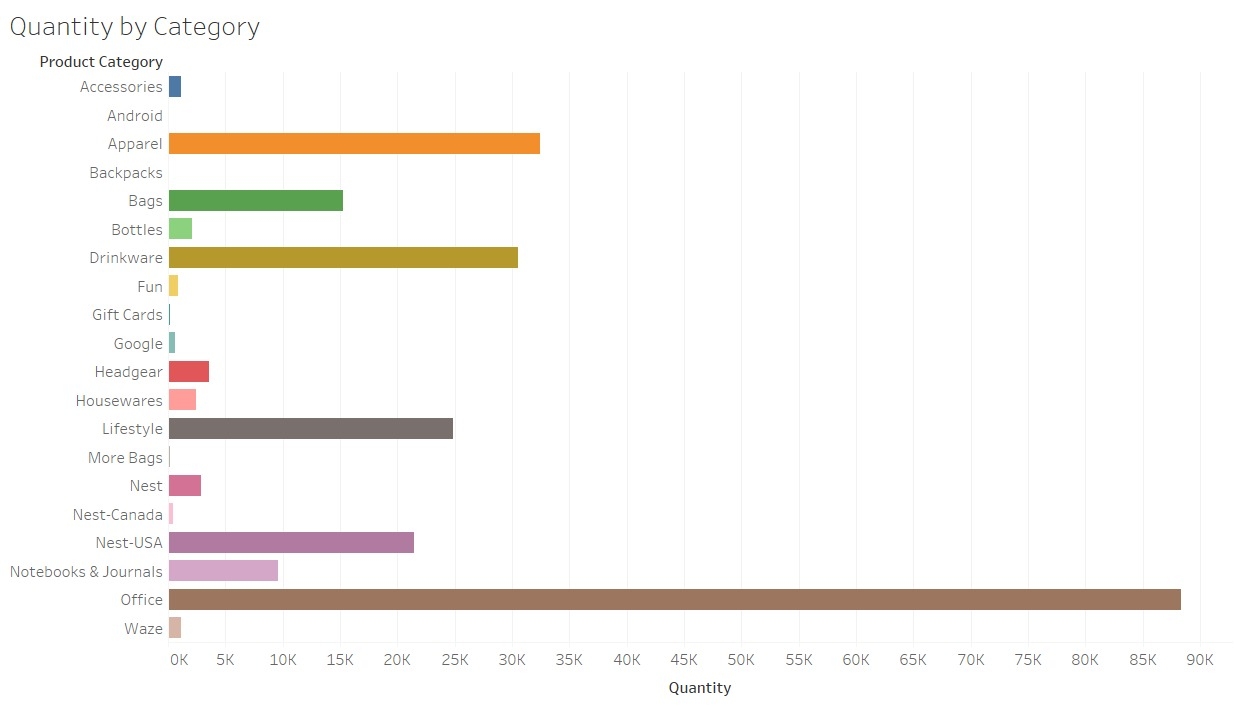 Quantity by Category
Product Category
Accessories
Android
Apparel
Backpacks
Bags
Bottles
Drinkware
Fun
Gift Cards
Google
Headgear
Housewares
Lifestyle
More Bags
Nest
Nest-Canada
Nest-USA
Notebooks & Journals
Office
Waze
0K 5K 10K 15K 20K 25K 30K 35K 40K 45K 50K 55K 60K 65K 70K 75K 80K 85K 90K
Quantity